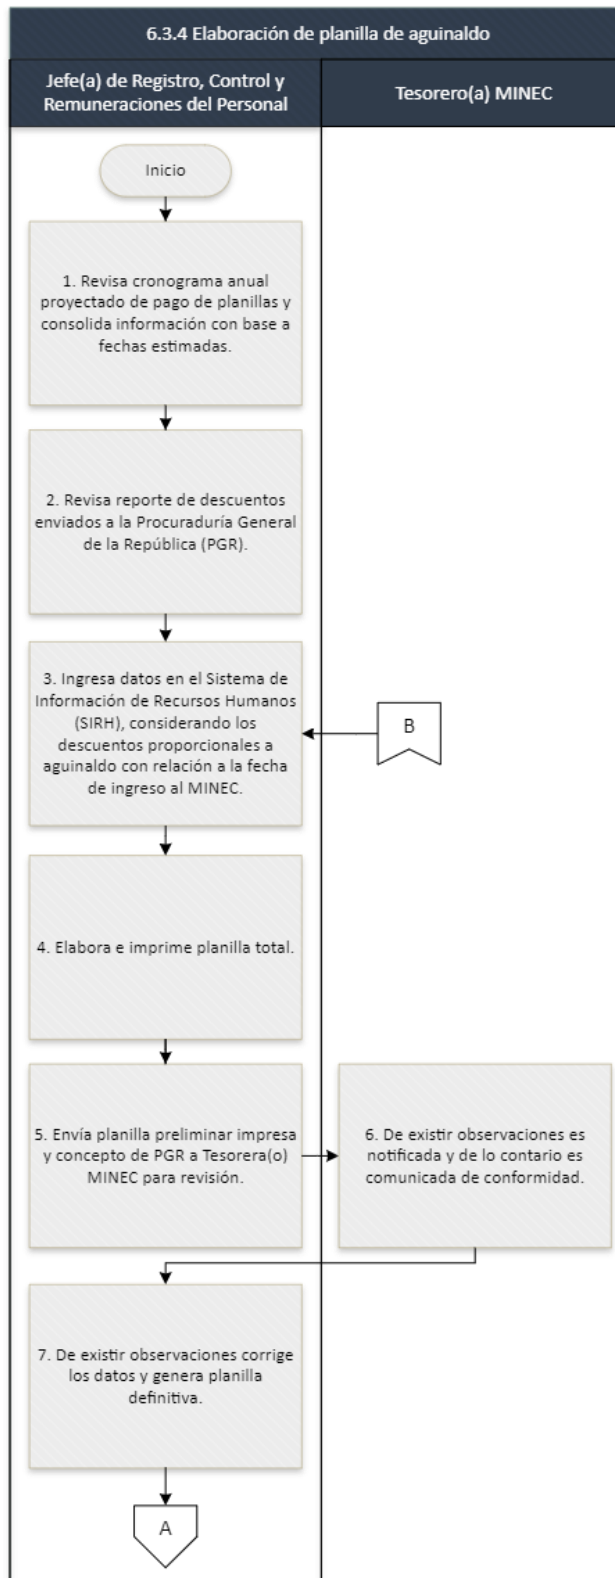 6.3.4 Elaboración de planilla de aguinaldo
Jefe(a) de Registro, Control y
Remuneraciones del Personal
Tesorero(a) MINEC
Inicio
1. Revisa cronograma anual
proyectado de pago de planillas y
consolida información con base a
fechas estimadas.
2. Revisa reporte de descuentos
enviados a la Procuraduría General
de la República (PGR).
3. Ingresa datos en el Sistema de
Información de Recursos Humanos
(SIRH), considerando los
descuentos proporcionales a
aguinaldo con relación a la fecha
de ingreso al MINEC.
B
4. Elabora e imprime planilla total.
5. Envía planilla preliminar impresa
y concepto de PGR a Tesorera(o)
MINEC para revisión.
6. De existir observaciones es
notificada y de lo contario es
comunicada de conformidad.
7. De existir observaciones corrige
los datos y genera planilla
definitiva.
A